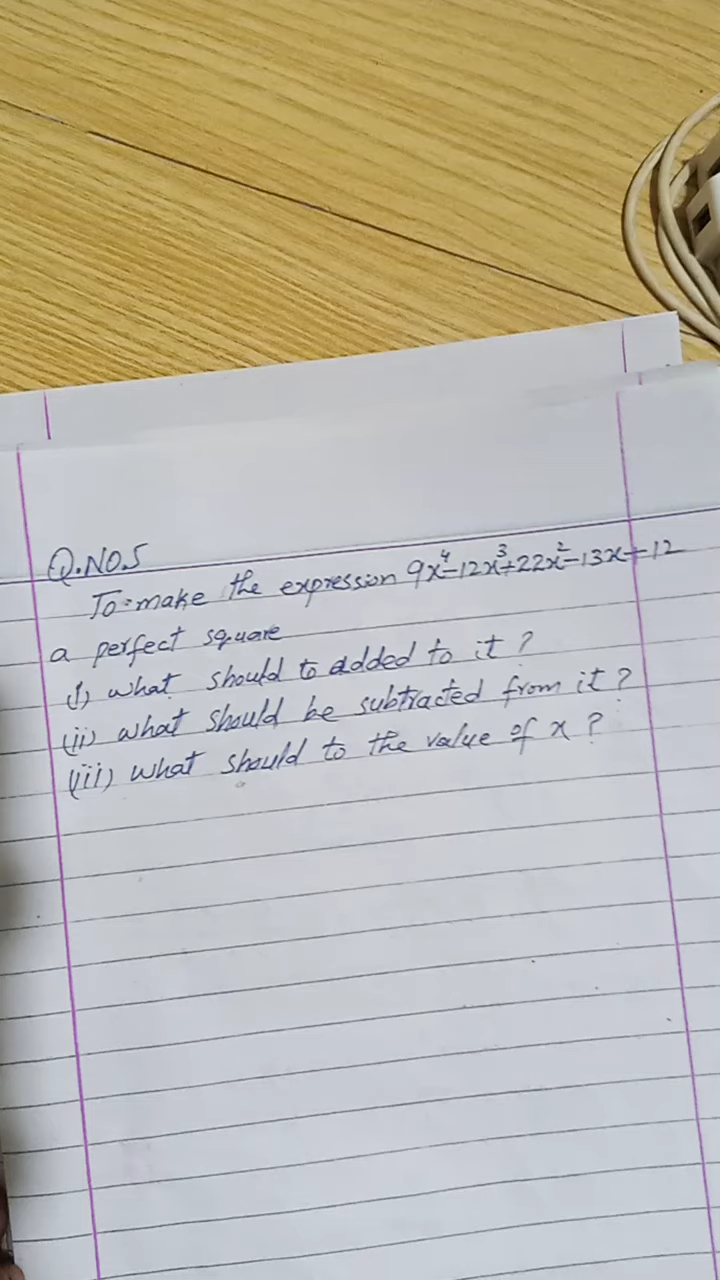 Q.NO.5
To make the expression 9x⁴-12x³+22x²-13x+12
a perfect square
(i) what should to added to it?
(ii) what should be subtracted from it?
(iii) what should to the value of x?